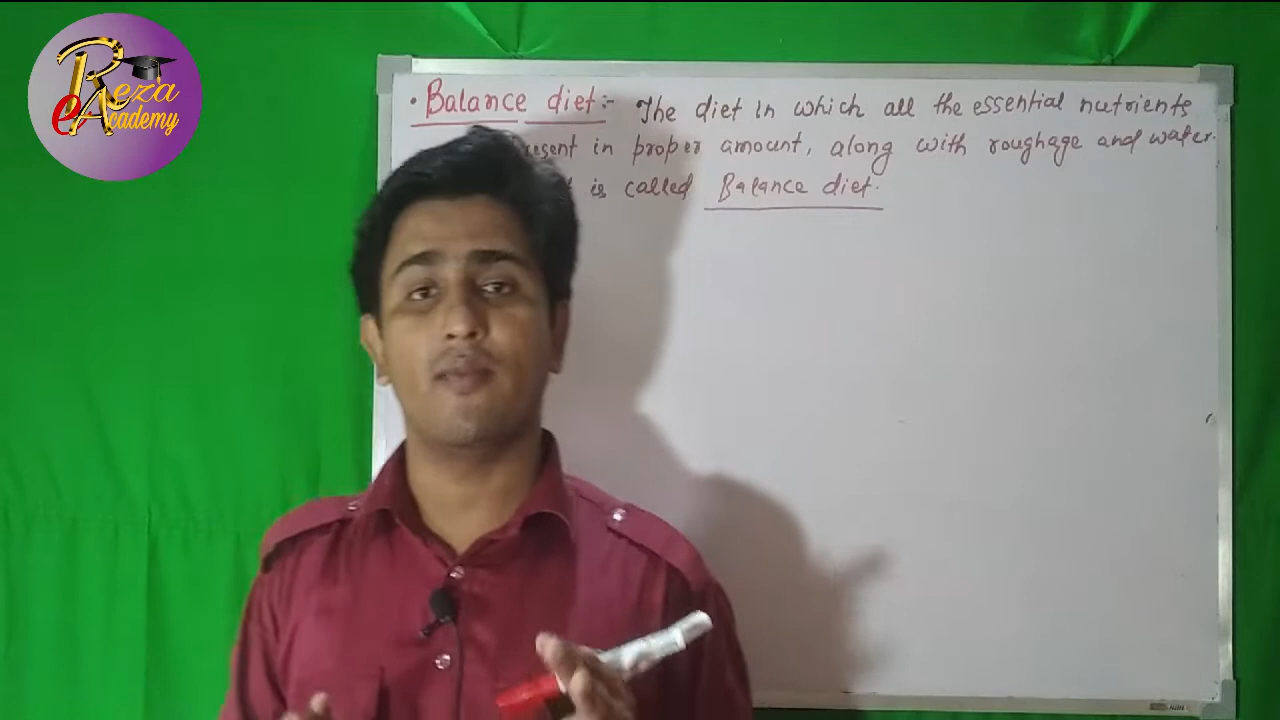 Reza
eAcademy
• Balance diet:- The diet in which all the essential nutrients
present in proper amount, along with roughage and water.
is called Balance diet.